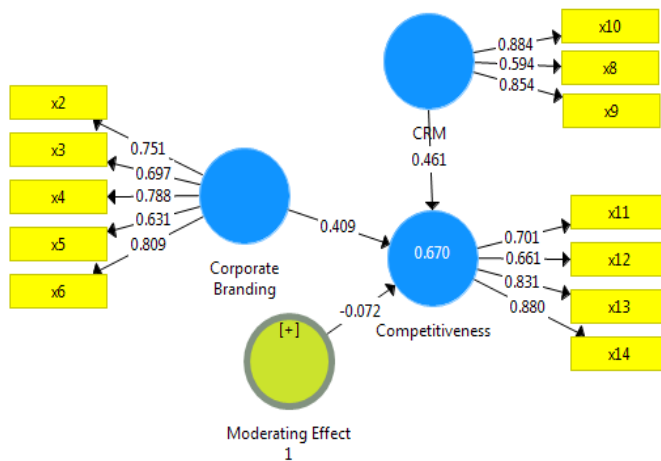 x10
0.884
x8
0.594
x9
0.854
CRM
0.461
x2
0.751
x3
0.697
x4
0.788
x5
0.631
x6
0.809
Corporate
Branding
0.409
0.670
Competitiveness
x11
0.701
x12
0.661
x13
0.831
x14
0.880
-0.072
[+]
Moderating Effect
1